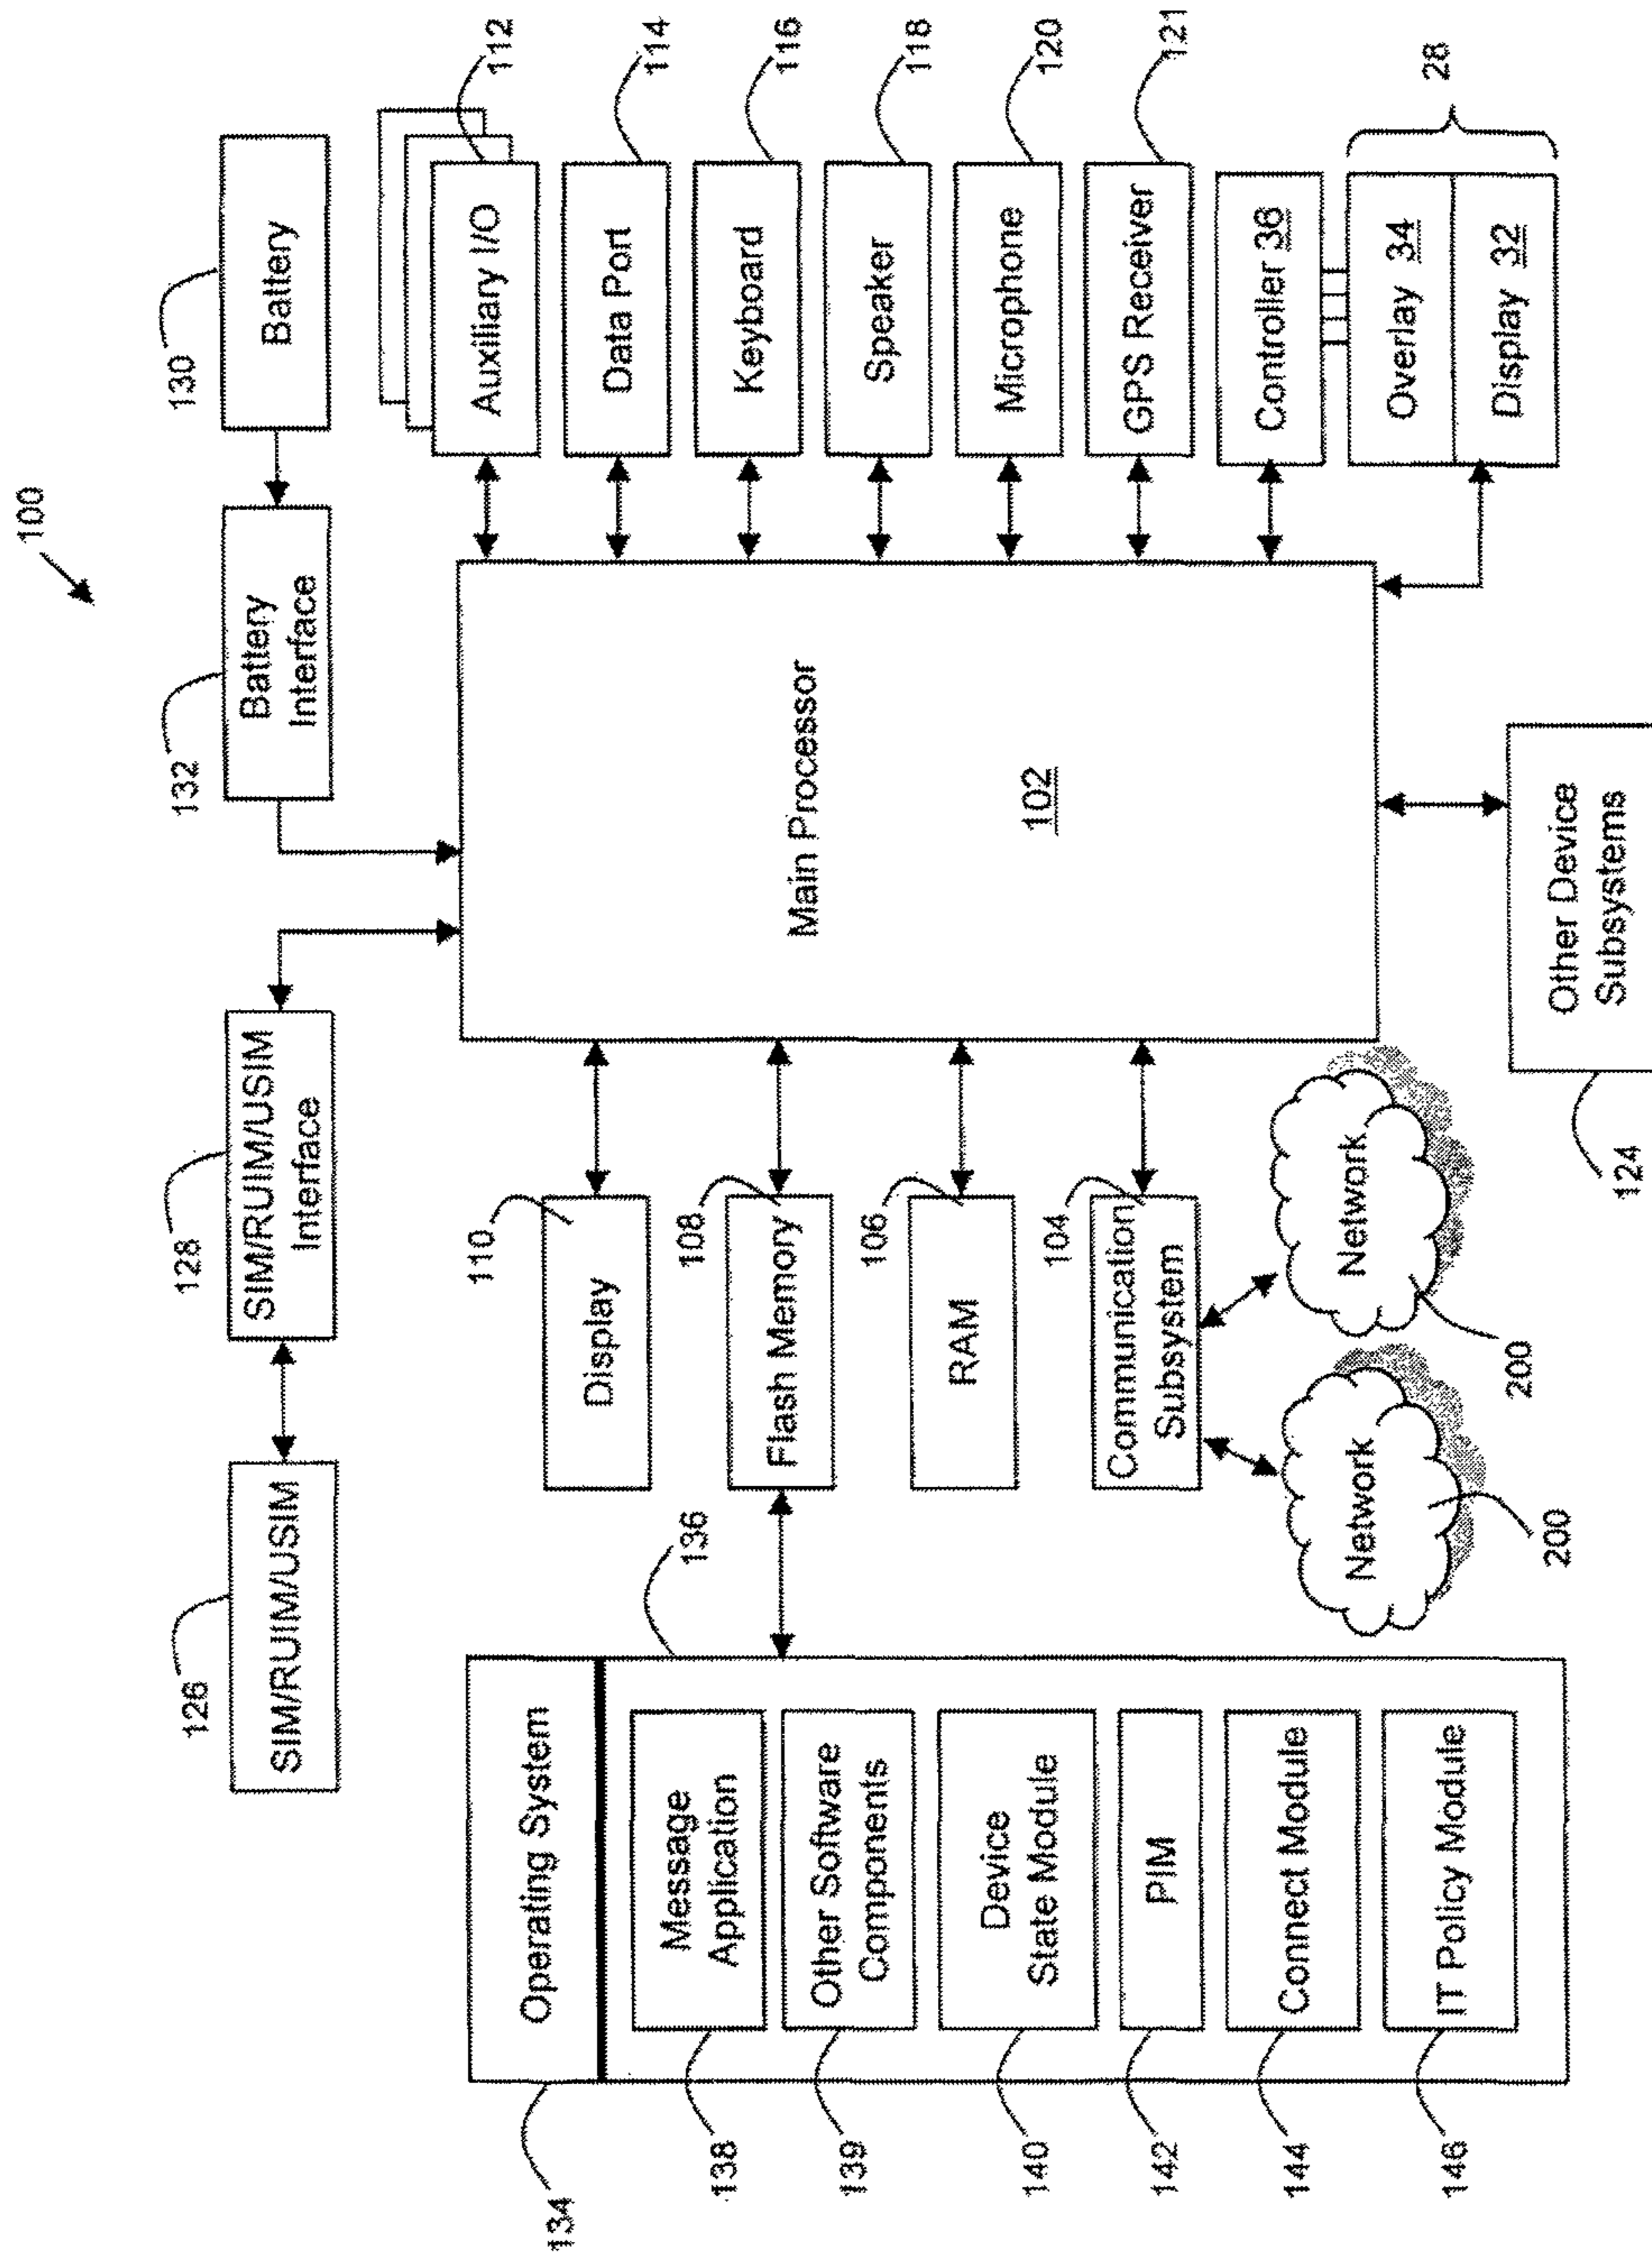 100
126
SIM/RUIM/USIM
128
SIM/RUIM/USIM
Interface
132
Battery
Interface
130
Battery
134
Operating System
136
138
Message
Application
139
Other Software
Components
140
Device
State Module
142
PIM
144
Connect Module
146
IT Policy Module
110
Display
108
Flash Memory
106
RAM
104
Communication
Subsystem
Network
200
Network
200
Main Processor
102
Auxiliary I/O
112
Data Port
114
Keyboard
116
Speaker
118
Microphone
120
GPS Receiver
121
Controller 36
Overlay 34
Display 32
28
124
Other Device
Subsystems